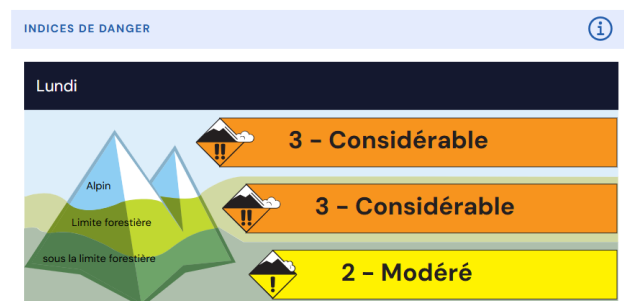 INDICES DE DANGER
Lundi
3 – Considérable
Alpin
3 – Considérable
Limite forestière
sous la limite forestière
2 – Modéré